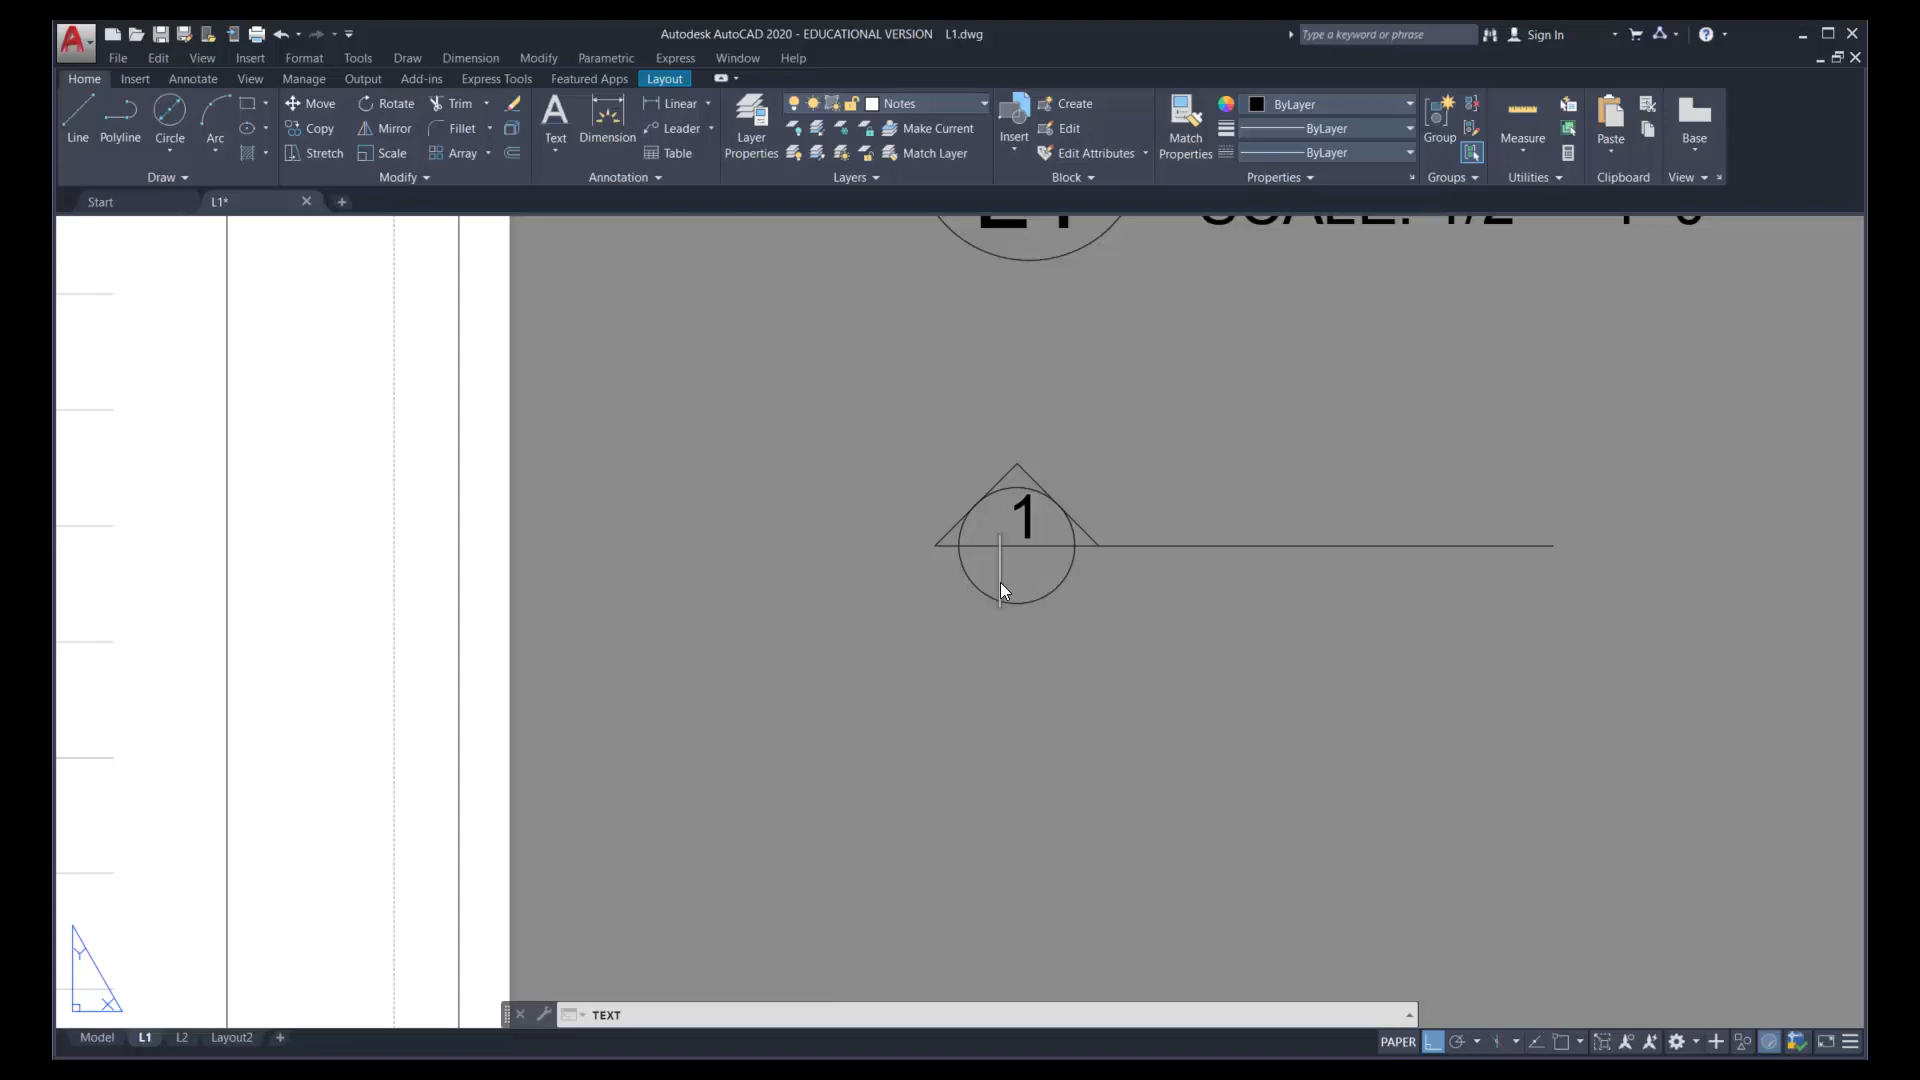 Autodesk AutoCAD 2020 - EDUCATIONAL VERSION L1.dwg
Type a keyword or phrase
Sign In
File Edit View Insert Format Tools Draw Dimension Modify Parametric Express Window Help
Home Insert Annotate View Manage Output Add-ins Express Tools Featured Apps Layout
Line Polyline Circle Arc
Draw
Move Rotate Trim
Copy Mirror Fillet
Stretch Scale Array
Modify
Text Dimension
Linear
Leader
Table
Annotation
Layer Properties
Notes
Make Current
Match Layer
Layers
Insert
Create
Edit
Edit Attributes
Block
Match Properties
ByLayer
ByLayer
ByLayer
Properties
Group
Groups
Measure
Utilities
Paste
Clipboard
Base
View
Start L1*
1
Y
X
TEXT
Model L1 L2 Layout2
PAPER